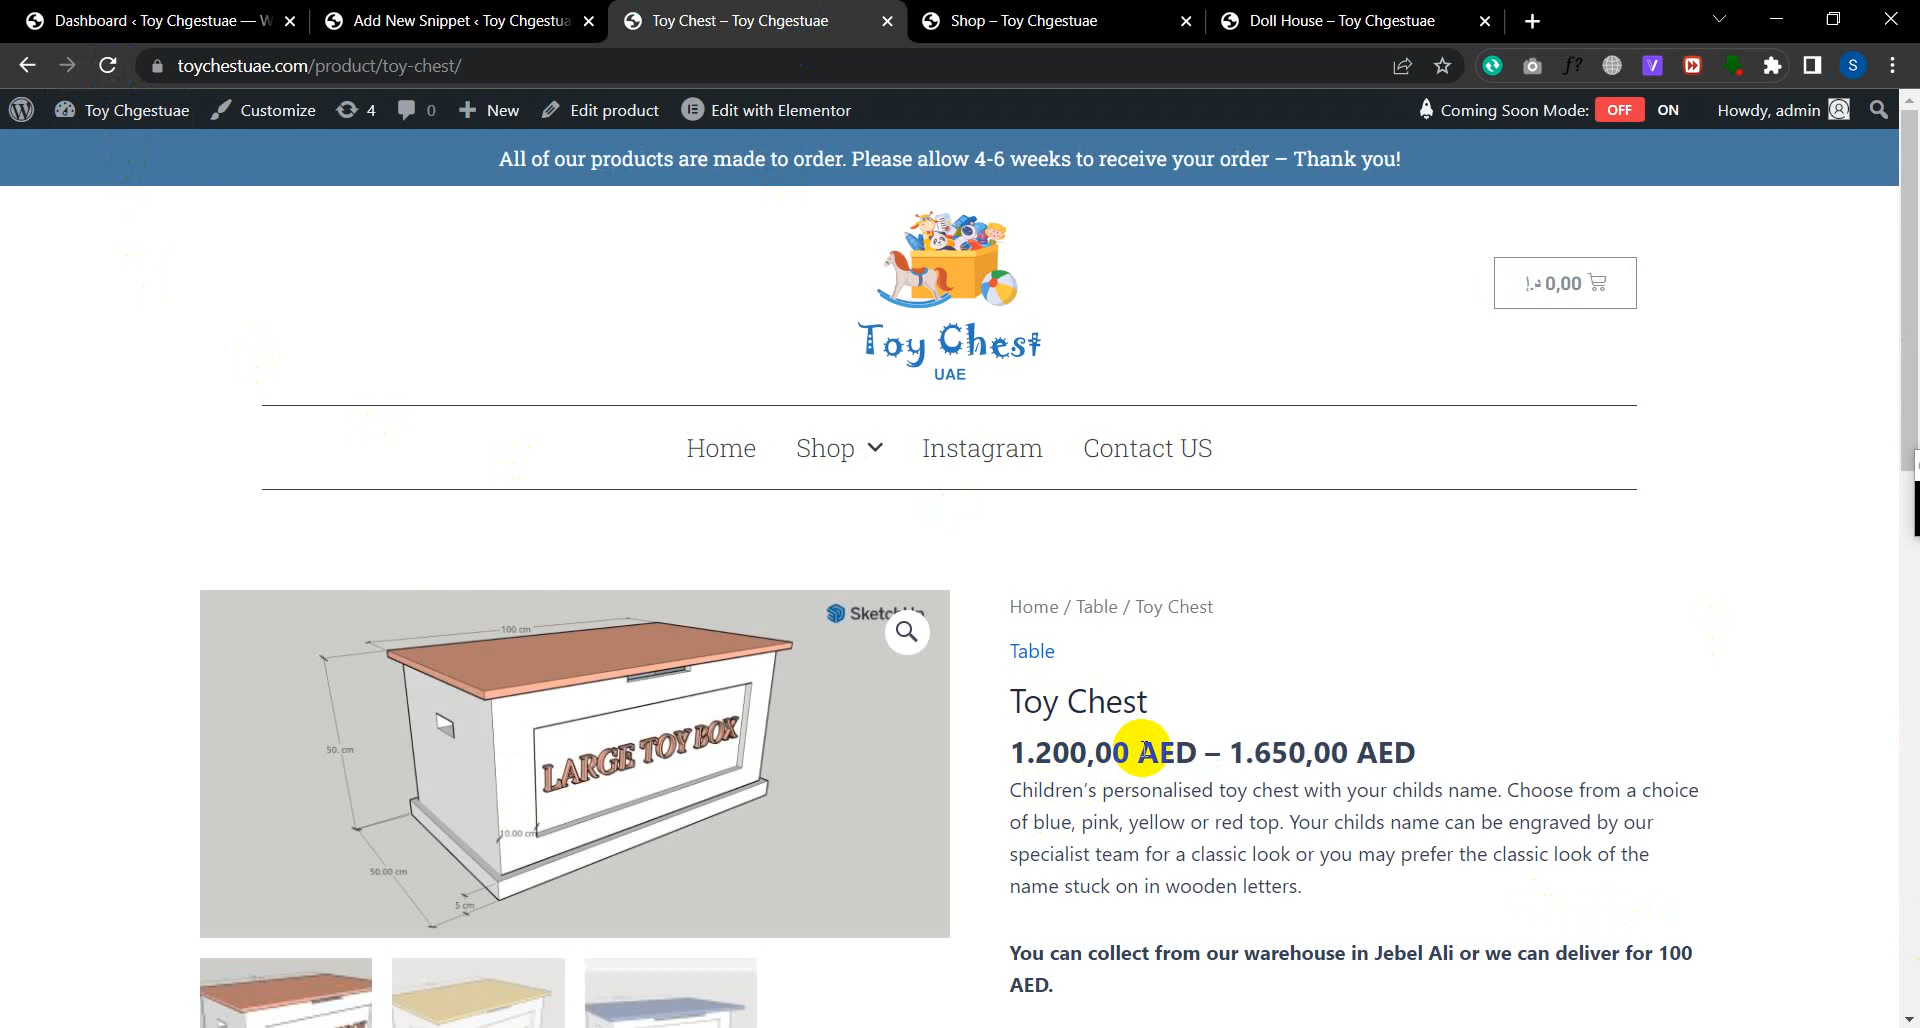 Dashboard ‹ Toy Chgestuae — W
Add New Snippet ‹ Toy Chgestua
Toy Chest – Toy Chgestuae
Shop – Toy Chgestuae
Doll House – Toy Chgestuae
toychestuae.com/product/toy-chest/
f?
V
S
Toy Chgestuae
Customize
4
0
New
Edit product
Edit with Elementor
Coming Soon Mode: OFF ON
Howdy, admin
All of our products are made to order. Please allow 4-6 weeks to receive your order – Thank you!
Toy Chest
UAE
0,00 د.إ
Home
Shop
Instagram
Contact US
SketchUp
100 cm
50. cm
LARGE TOY BOX
10.00 cm
50.00 cm
5 cm
Home / Table / Toy Chest
Table
Toy Chest
1.200,00 AED – 1.650,00 AED
Children's personalised toy chest with your childs name. Choose from a choice
of blue, pink, yellow or red top. Your childs name can be engraved by our
specialist team for a classic look or you may prefer the classic look of the
name stuck on in wooden letters.
You can collect from our warehouse in Jebel Ali or we can deliver for 100
AED.